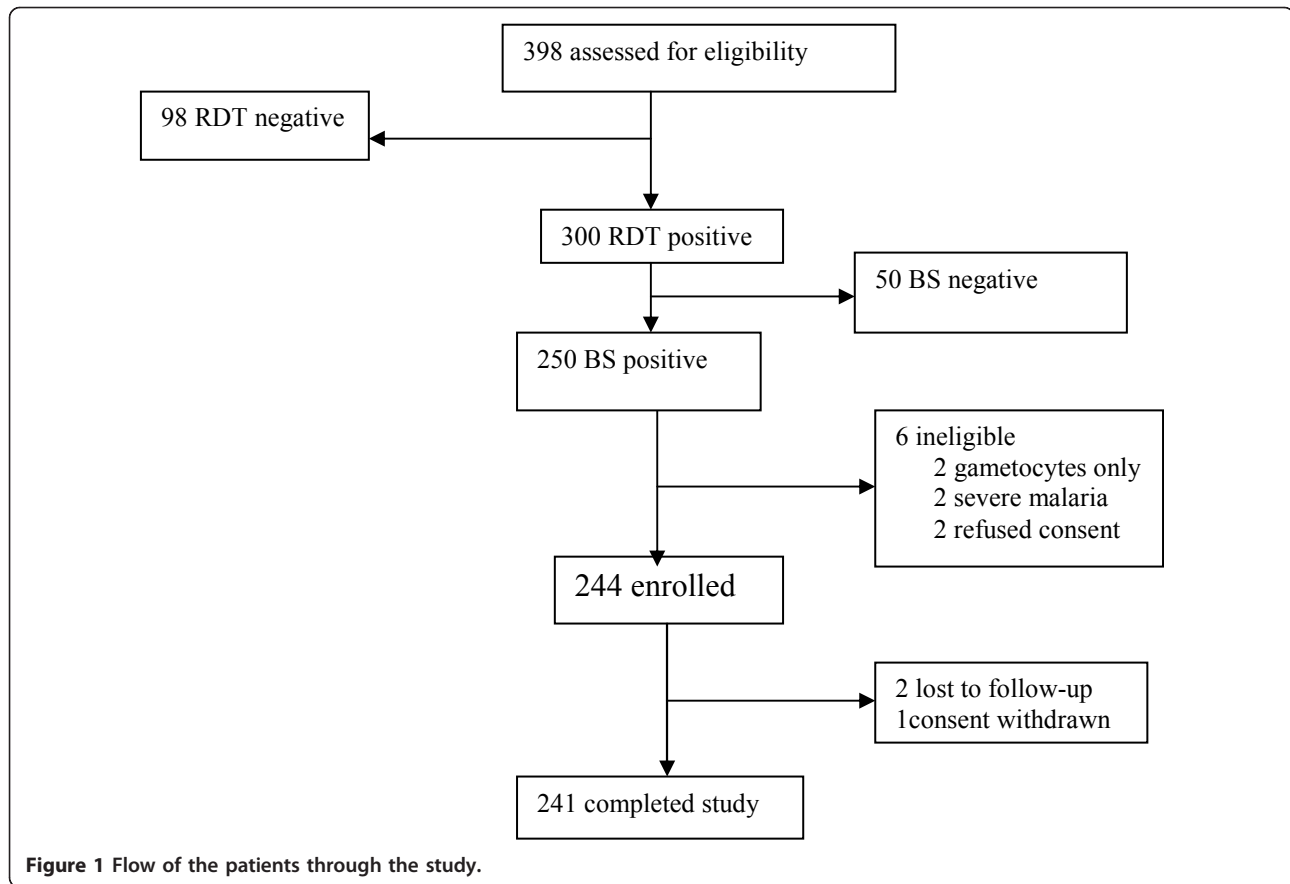 398 assessed for eligibility
98 RDT negative
300 RDT positive
50 BS negative
250 BS positive
6 ineligible
2 gametocytes only
2 severe malaria
2 refused consent
244 enrolled
2 lost to follow-up
1consent withdrawn
241 completed study
Figure 1 Flow of the patients through the study.